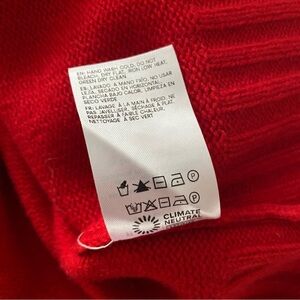 EN: HAND WASH COLD, DO NOT
BLEACH, DRY FLAT, IRON LOW HEAT,
GREEN DRY CLEAN
ES: LAVADO A MANO FRÍO, NO USAR
LEJÍA, SECADO EN HORIZONTAL,
PLANCHA BAJO CALOR, LIMPIEZA EN
SECO VERDE
FR: LAVAGE À LA MAIN À FROID, NE
PAS JAVELLISER, SÉCHAGE À PLAT,
REPASSER À FAIBLE CHALEUR,
NETTOYAGE À SEC VERT
CLIMATE
NEUTRAL